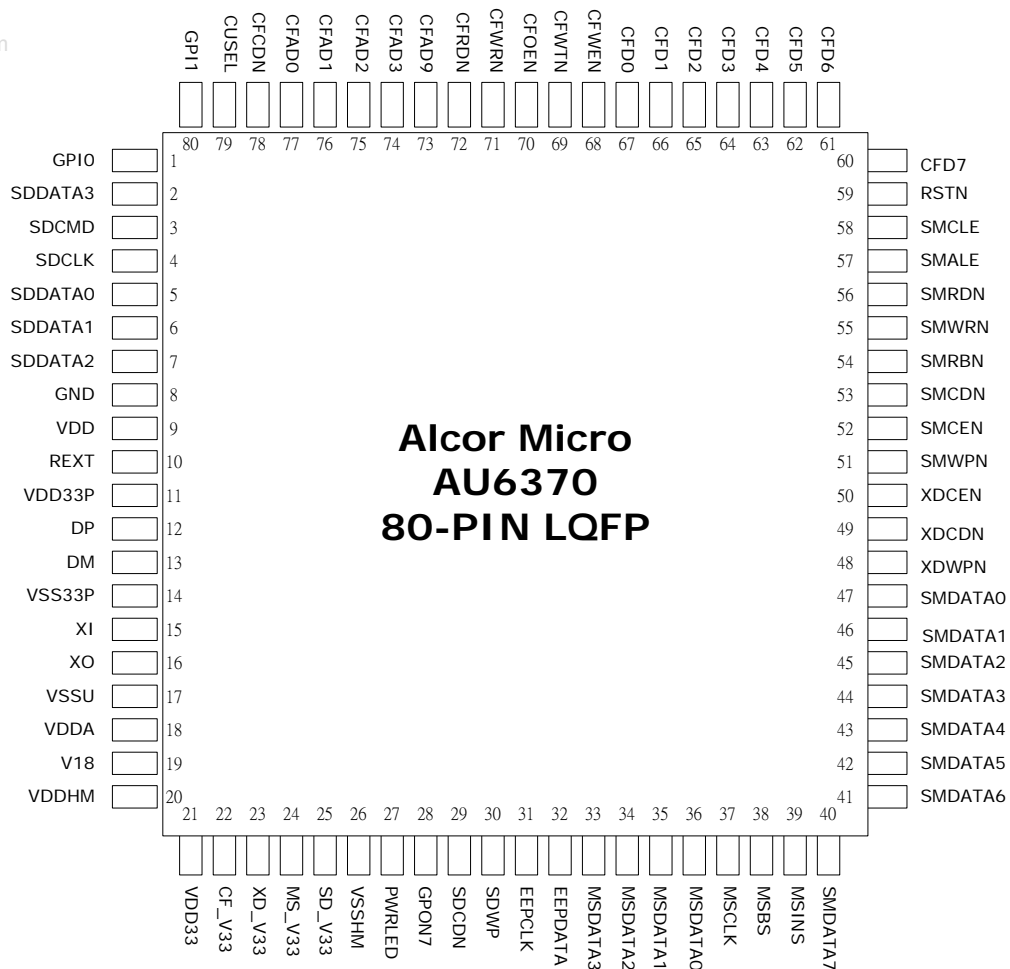 GPI1
CUSEL
CFCDN
CFAD0
CFAD1
CFAD2
CFAD3
CFAD9
CFRDN
CFWRN
CFOEN
CFWTN
CFWEN
CFD0
CFD1
CFD2
CFD3
CFD4
CFD5
CFD6
80 79 78 77 76 75 74 73 72 71 70 69 68 67 66 65 64 63 62 61
GPI0 1 60 CFD7
SDDATA3 2 59 RSTN
SDCMD 3 58 SMCLE
SDCLK 4 57 SMALE
SDDATA0 5 56 SMRDN
SDDATA1 6 55 SMWRN
SDDATA2 7 54 SMRBN
GND 8 53 SMCDN
VDD 9 52 SMCEN
REXT 10 51 SMWPN
VDD33P 11 50 XDCEN
DP 12 49 XDCDN
DM 13 48 XDWPN
VSS33P 14 47 SMDATA0
XI 15 46 SMDATA1
XO 16 45 SMDATA2
VSSU 17 44 SMDATA3
VDDA 18 43 SMDATA4
V18 19 42 SMDATA5
VDDHM 20 41 SMDATA6
Alcor Micro
AU6370
80-PIN LQFP
21 22 23 24 25 26 27 28 29 30 31 32 33 34 35 36 37 38 39 40
VDD33
CF_V33
XD_V33
MS_V33
SD_V33
VSSHM
PWRLED
GPON7
SDCDN
SDWP
EEPCLK
EEPDATA
MSDATA3
MSDATA2
MSDATA1
MSDATA0
MSCLK
MSBS
MSINS
SMDATA7